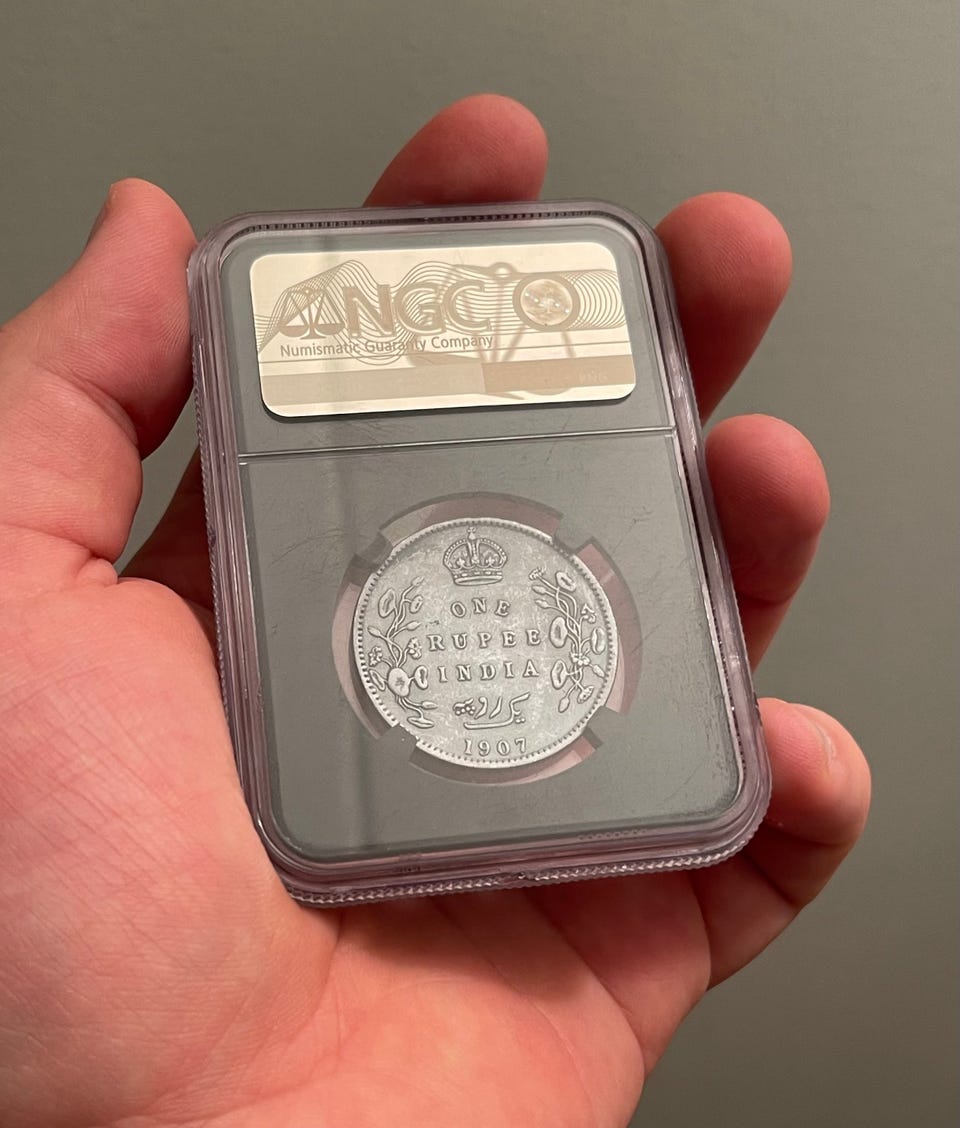 NGC
Numismatic Guaranty Company
ONE
RUPEE
INDIA
یک روپیہ
1907